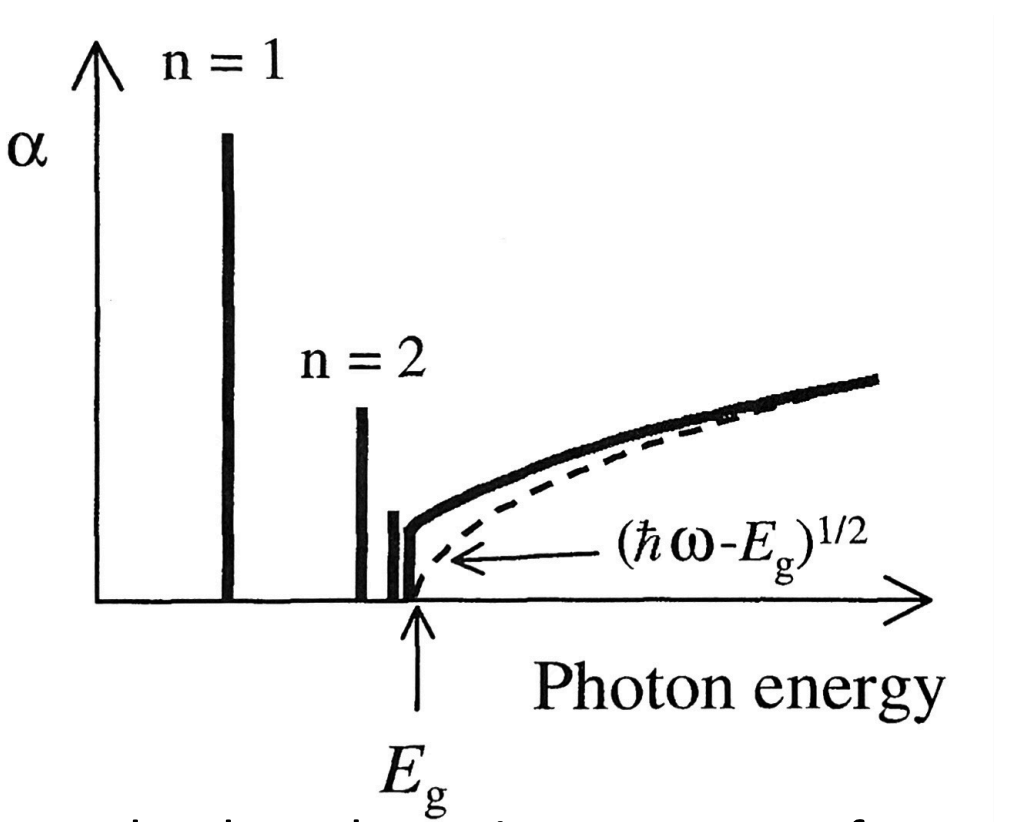 n = 1
α
n = 2
(ħω-E_g)^1/2
Photon energy
E_g